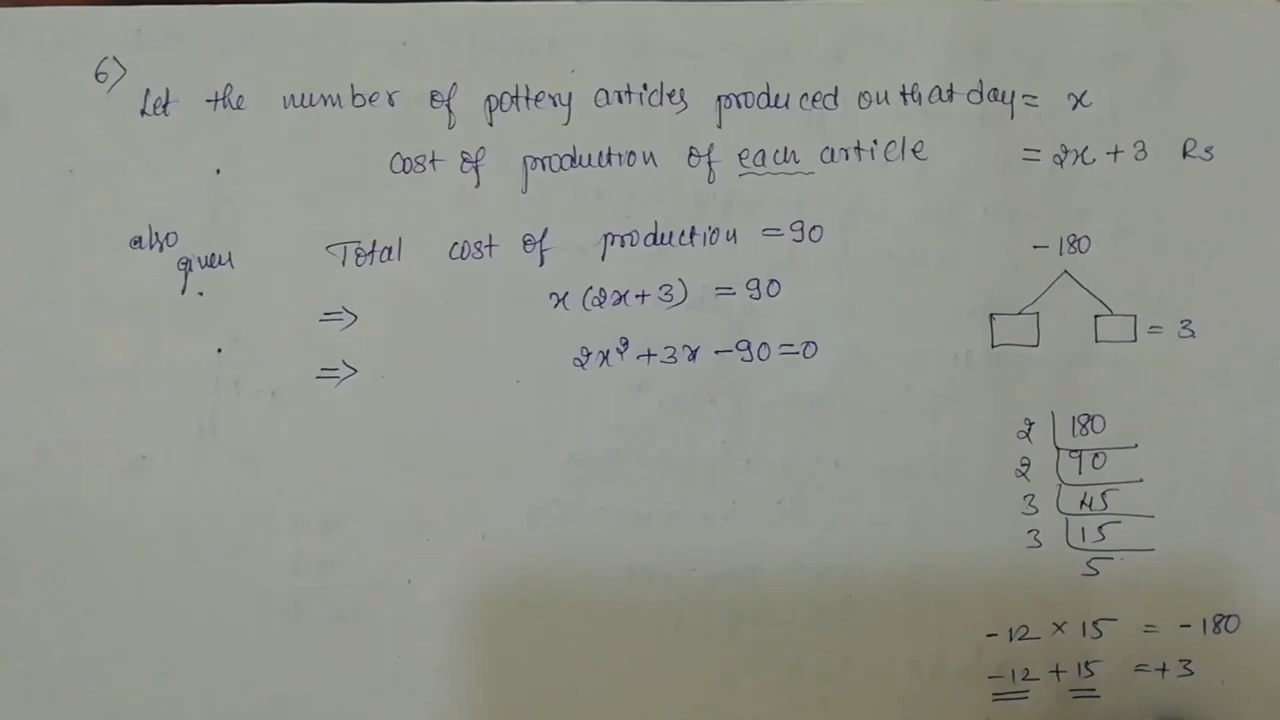 6)
Let the number of pottery articles produced on that day = x
cost of production of each article = 2x + 3 Rs
also given Total cost of production = 90
=> x (2x + 3) = 90
=> 2x² + 3x - 90 = 0
- 180
= 3
2 180
2 90
3 45
3 15
5
-12 × 15 = -180
-12 + 15 = +3